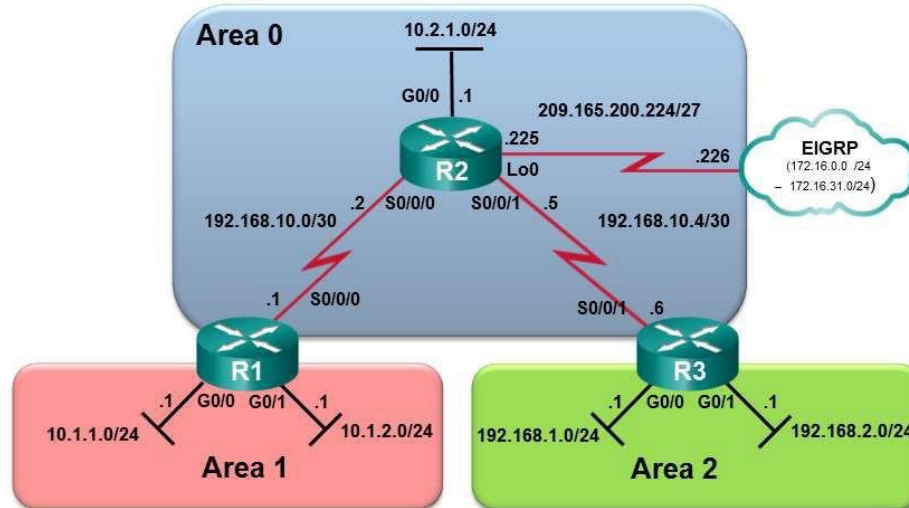 Area 0
10.2.1.0/24
G0/0
.1
209.165.200.224/27
.225
.226
EIGRP
(172.16.0.0 /24
– 172.16.31.0/24)
R2
Lo0
.2
S0/0/0
S0/0/1
.5
192.168.10.0/30
192.168.10.4/30
.1
S0/0/0
S0/0/1
.6
R1
R3
.1
G0/0
G0/1
.1
10.1.1.0/24
10.1.2.0/24
Area 1
.1
G0/0
G0/1
.1
192.168.1.0/24
192.168.2.0/24
Area 2